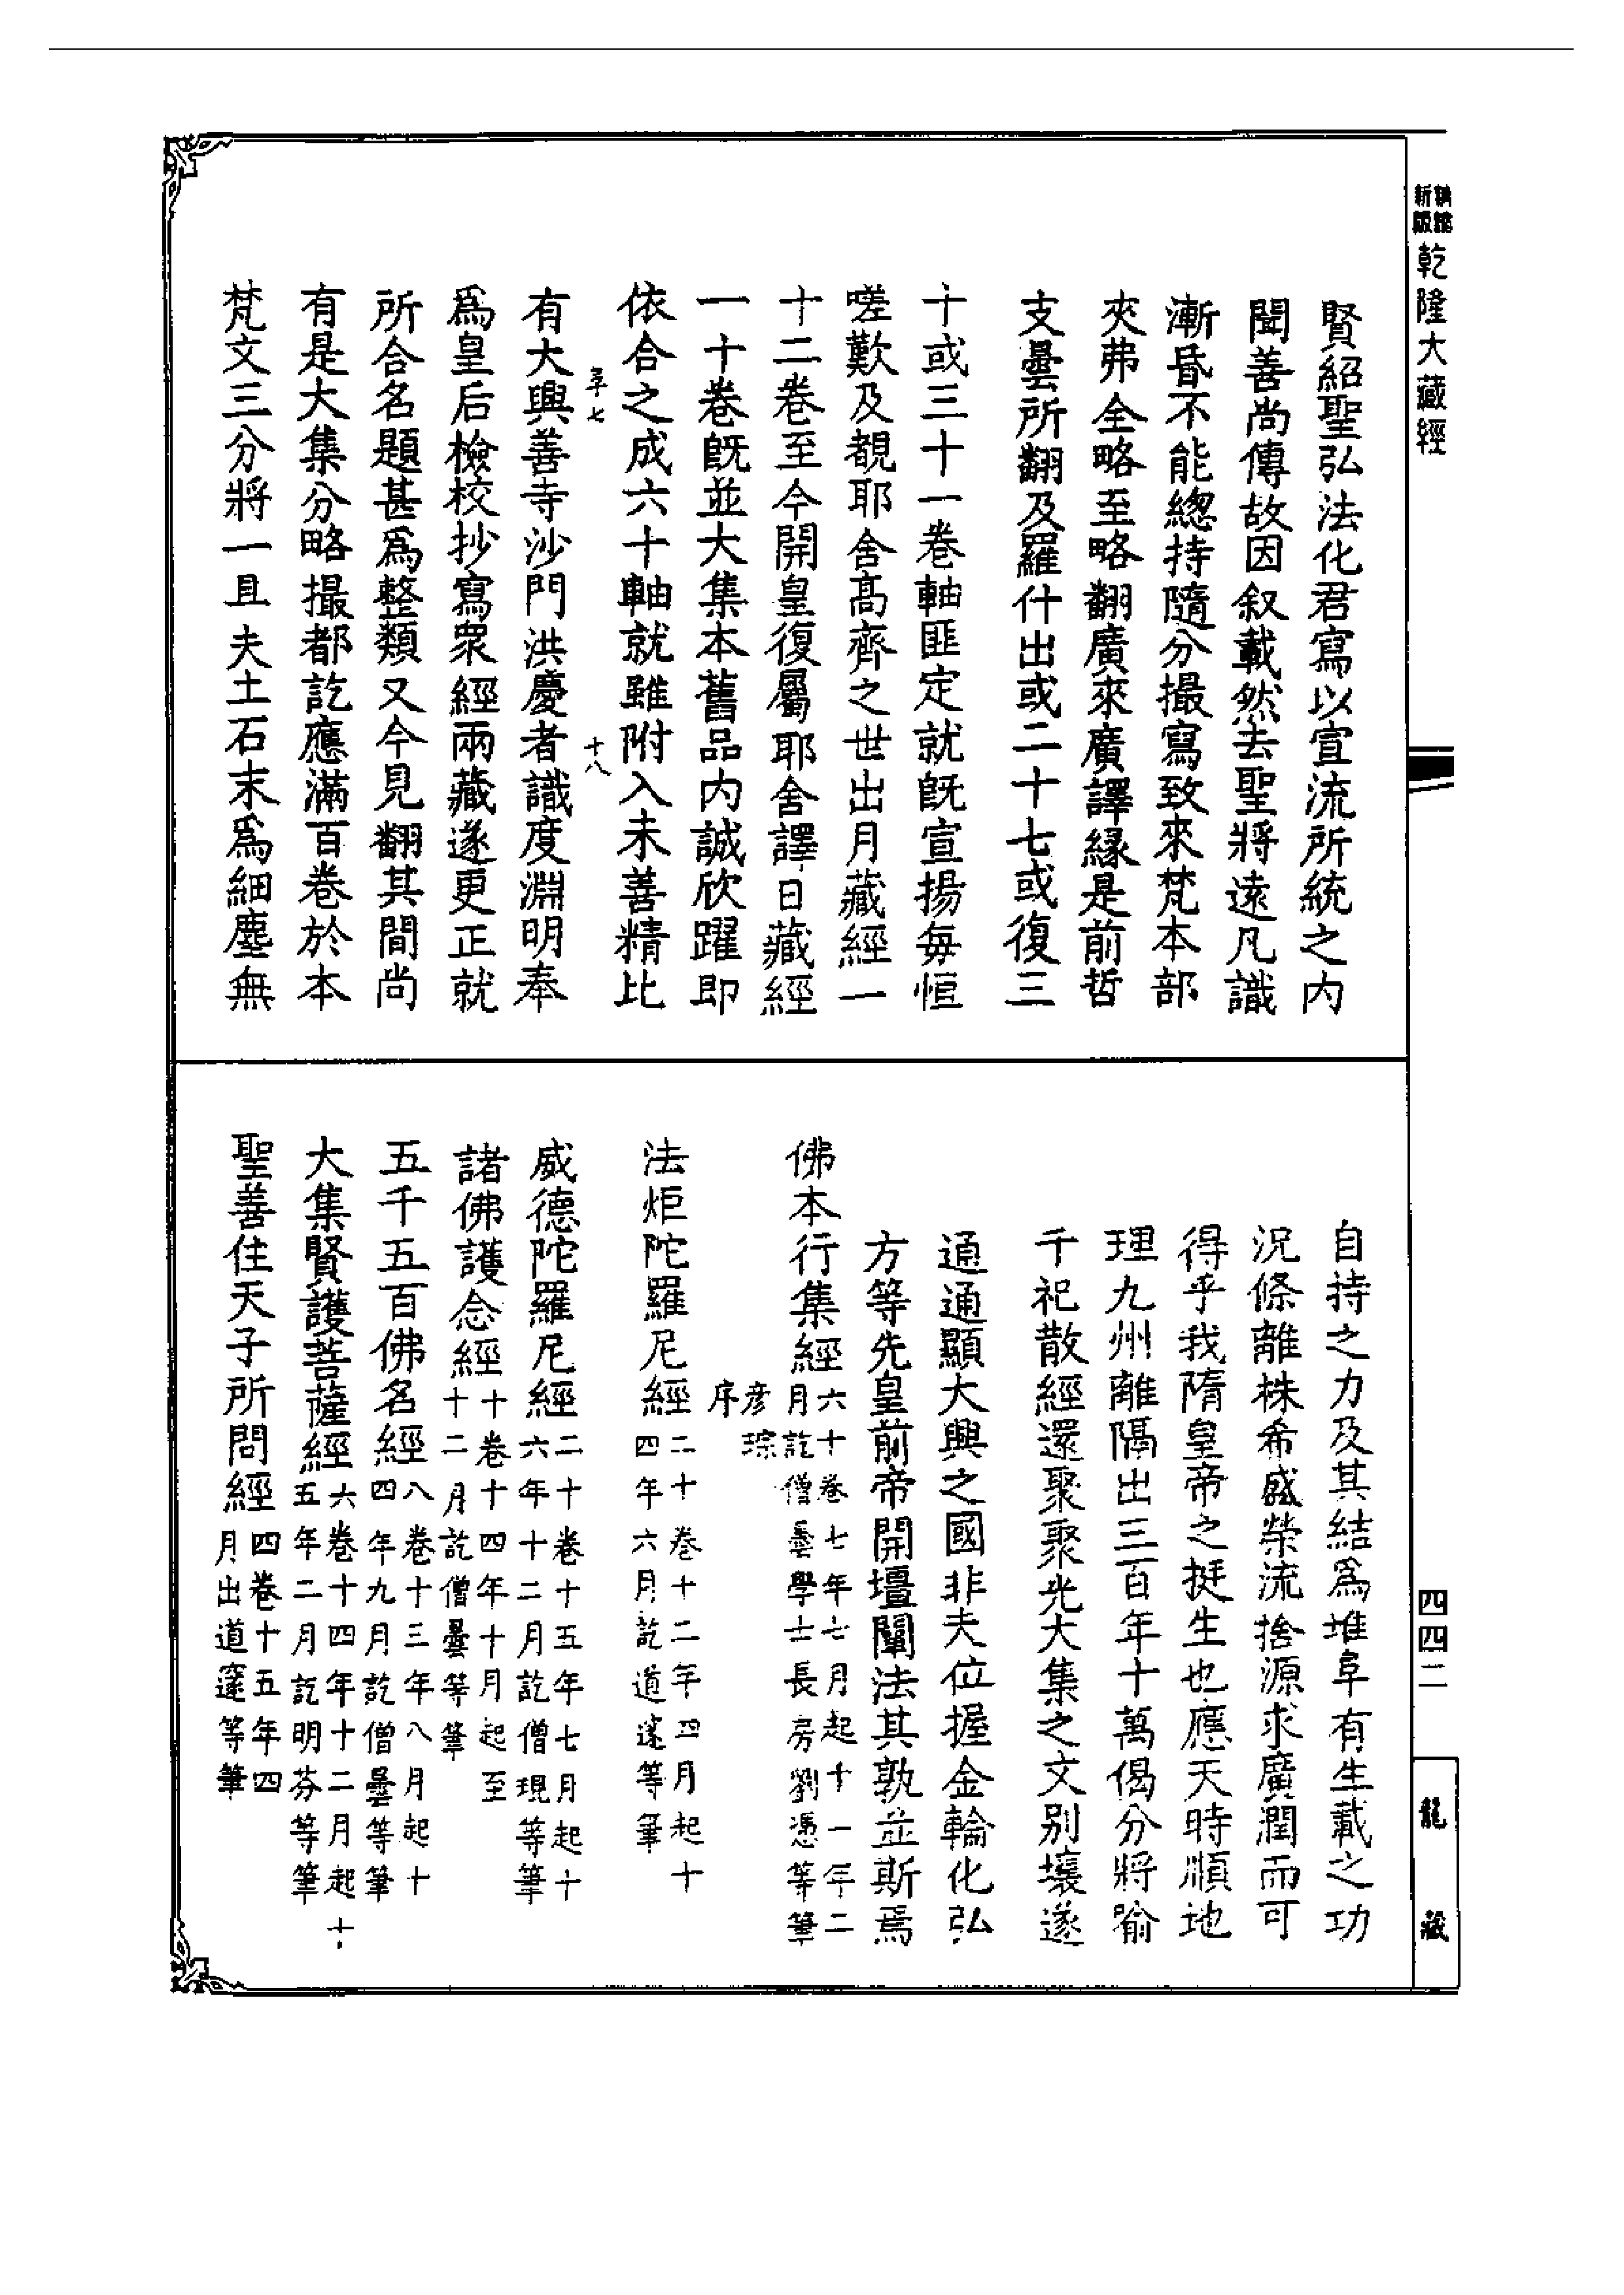 新編
縮版
乾隆大藏經
四四二
龍藏
賢紹聖弘法化君寫以宣流所統之內
聞善尚傳故因叙載然去聖將遠凡識
漸昏不能總持隨分撮寫致來梵本部
夾弗全略至略翻廣來廣譯緣是前哲
支曇所翻及羅什出或二十七或復三
十或三十一卷軸匪定就既宣揚每恒
嗟歎及覩耶舍高齊之世出月藏經一
十二卷至今開皇復屬耶舍譯日藏經
一十卷既並大集本舊品內誠欣躍即
依合之成六十軸就雖附入未善精比
七
十八
有大興善寺沙門洪慶者識度淵明奉
爲皇后檢校抄寫衆經兩藏遂更正就
所合名題甚爲整類又今見翻其間尚
有是大集分略撮都訖應滿百卷於本
梵文三分將一且夫土石末爲細塵無
自持之力及其結爲堆阜有生載之功
況條離株希盛榮流捨源求廣潤而可
得乎我隋皇帝之挺生也應天時順地
理九州離隔出三百年十萬偈分將踰
千祀散經還聚聚光大集之文別壤遂
通通顯大興之國非夫位握金輪化弘
方等先皇前帝開壇闡法其孰並斯焉
佛本行集經六十卷七年七月起十一年二
月訖僧曇學士長房劉憑等筆
彦琮
序
法炬陀羅尼經二十卷十二年四月起十
四年六月訖道邃等筆
威德陀羅尼經二十卷十五年七月起十
六年十二月訖僧琨等筆
諸佛護念經十卷十四年十月起至
十二月訖僧曇等筆
五千五百佛名經八卷十三年八月起十
四年九月訖僧曇等筆
大集賢護菩薩經六卷十四年十二月起十
五年二月訖明芬等筆
聖善住天子所問經四卷十五年四
月出道邃等筆